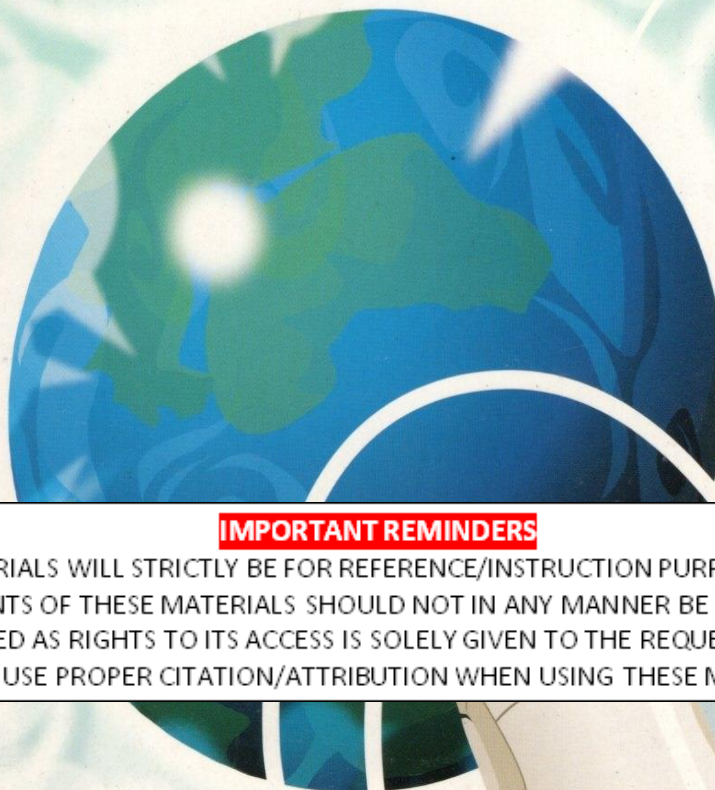 IMPORTANT REMINDERS
RIALS WILL STRICTLY BE FOR REFERENCE/INSTRUCTION PURP
NTS OF THESE MATERIALS SHOULD NOT IN ANY MANNER BE
ED AS RIGHTS TO ITS ACCESS IS SOLELY GIVEN TO THE REQUE
USE PROPER CITATION/ATTRIBUTION WHEN USING THESE M